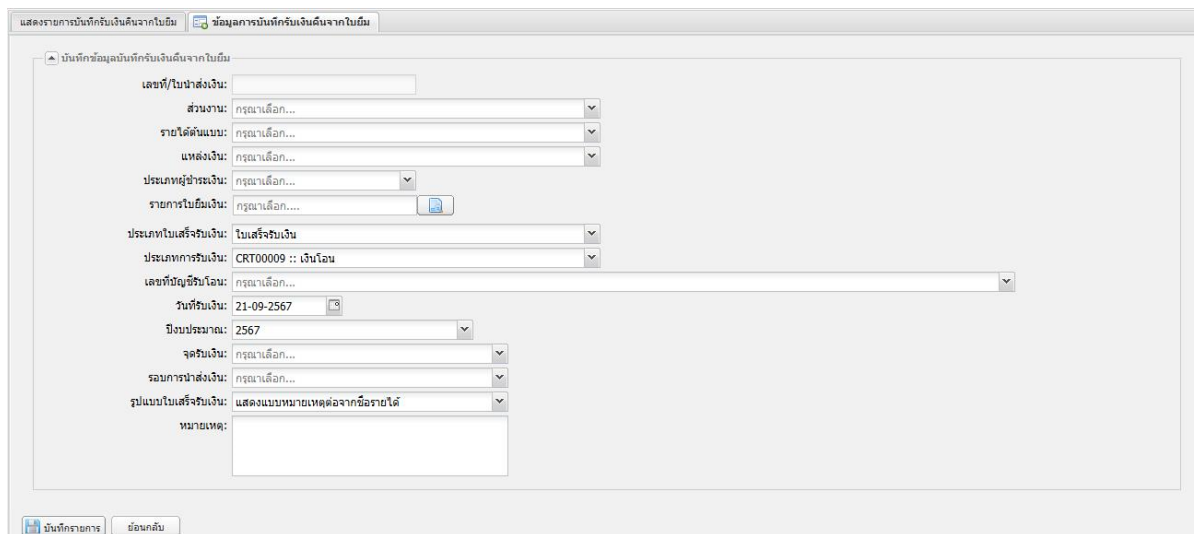 แสดงรายการบันทึกรับเงินคืนจากใบยืม ข้อมูลการบันทึกรับเงินคืนจากใบยืม
บันทึกข้อมูลบันทึกรับเงินคืนจากใบยืม
เลขที่/ใบนำส่งเงิน:
ส่วนงาน: กรุณาเลือก...
รายได้ต้นแบบ: กรุณาเลือก...
แหล่งเงิน: กรุณาเลือก...
ประเภทผู้ชำระเงิน: กรุณาเลือก...
รายการใบยืมเงิน: กรุณาเลือก....
ประเภทใบเสร็จรับเงิน: ใบเสร็จรับเงิน
ประเภทการรับเงิน: CRT00009 :: เงินโอน
เลขที่บัญชีรับโอน: กรุณาเลือก...
วันที่รับเงิน: 21-09-2567
ปีงบประมาณ: 2567
จุดรับเงิน: กรุณาเลือก...
รอบการนำส่งเงิน: กรุณาเลือก...
รูปแบบใบเสร็จรับเงิน: แสดงแบบหมายเหตุต่อจากชื่อรายได้
หมายเหตุ:
บันทึกรายการ ย้อนกลับ